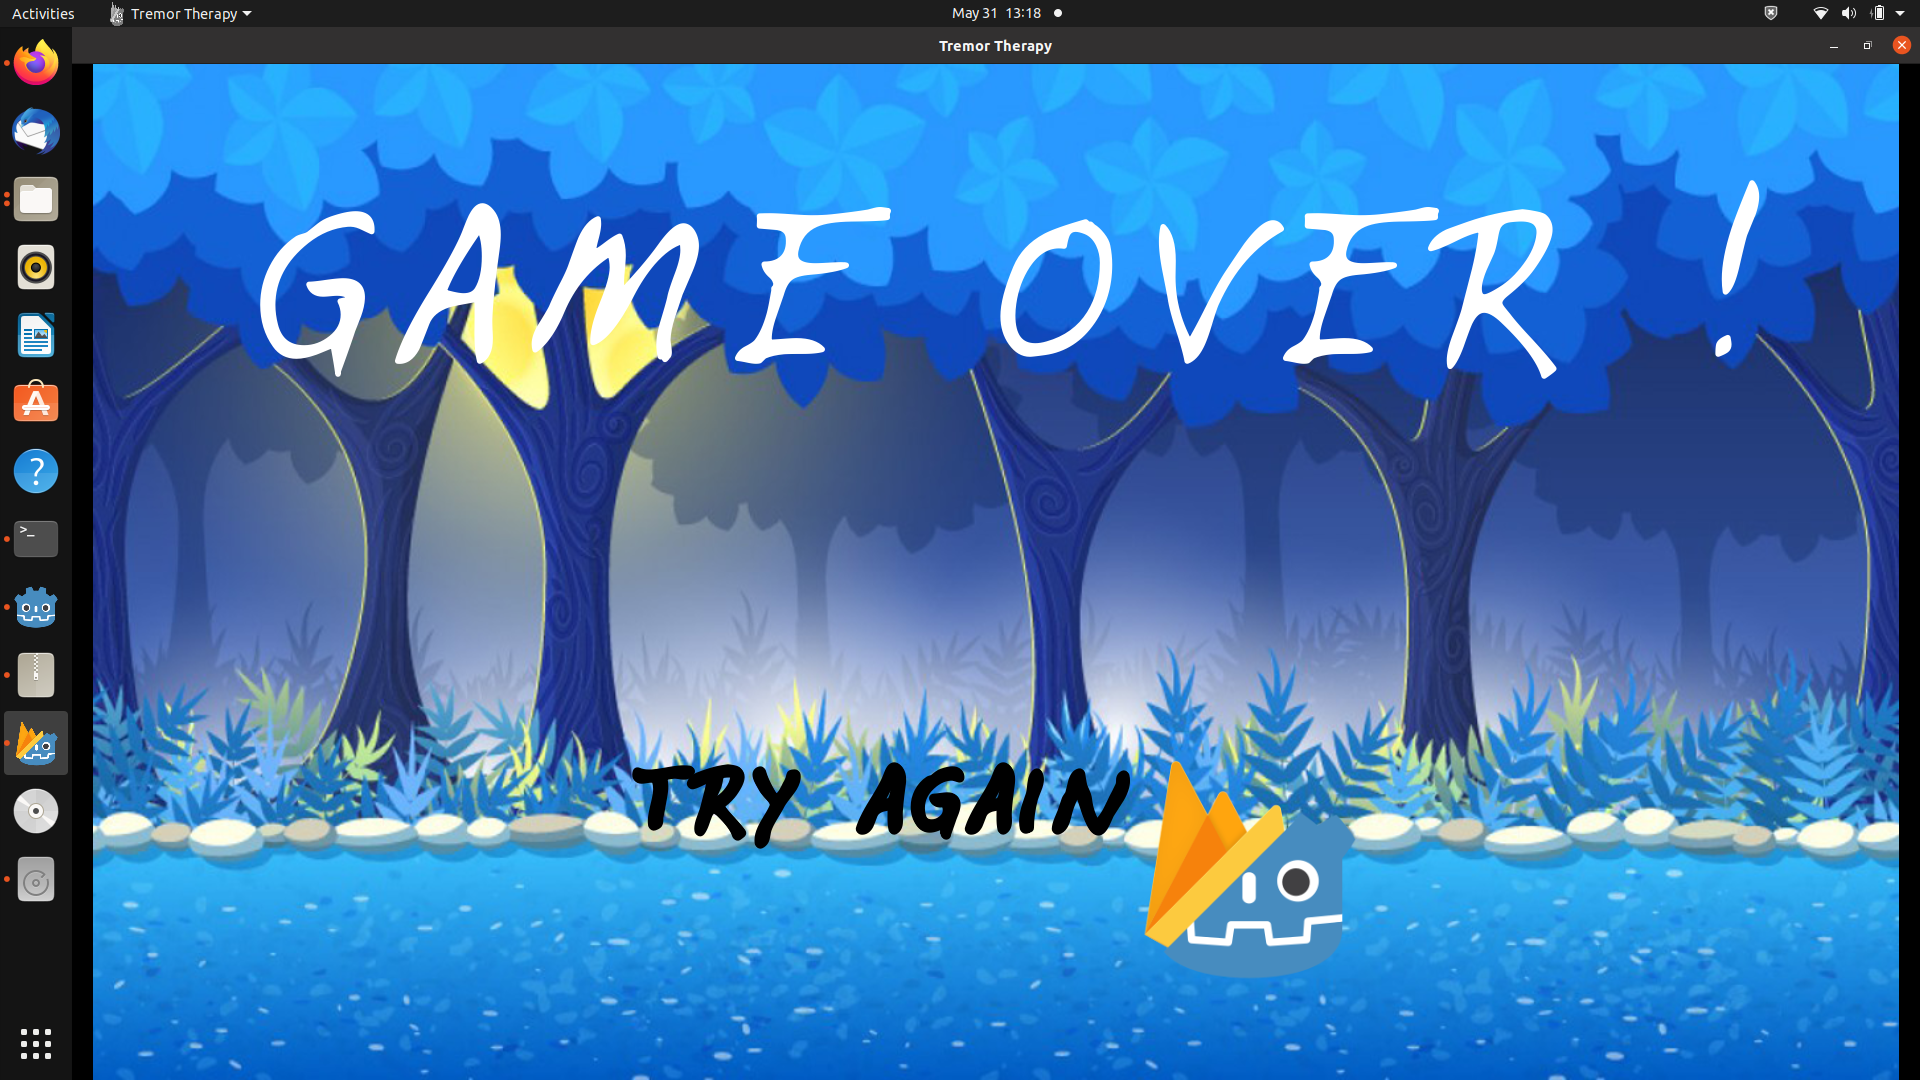 Activities
Tremor Therapy
May 31 13:18
Tremor Therapy
GAME OVER !
TRY AGAIN